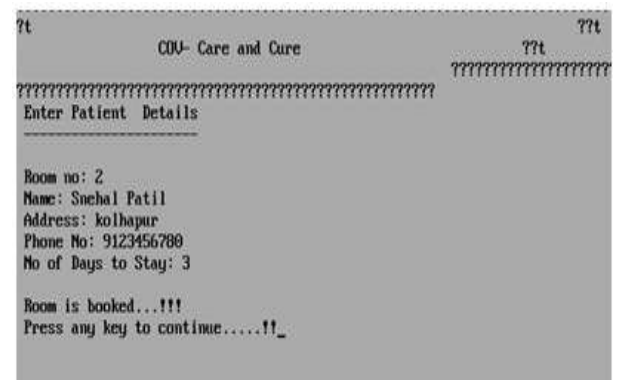 ?t ??t
COV- Care and Cure ??t
????????????????????
????????????????????????????????????????????????????
Enter Patient Details
----------------------
Room no: 2
Name: Snehal Patil
Address: kolhapur
Phone No: 9123456780
No of Days to Stay: 3
Room is booked...!!!
Press any key to continue.....!!_